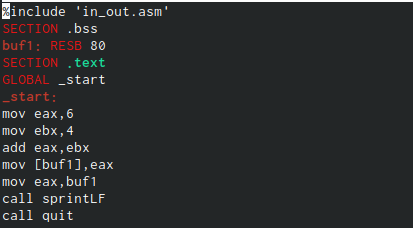 %include 'in_out.asm'
SECTION .bss
buf1: RESB 80
SECTION .text
GLOBAL _start
_start:
mov eax,6
mov ebx,4
add eax,ebx
mov [buf1],eax
mov eax,buf1
call sprintLF
call quit